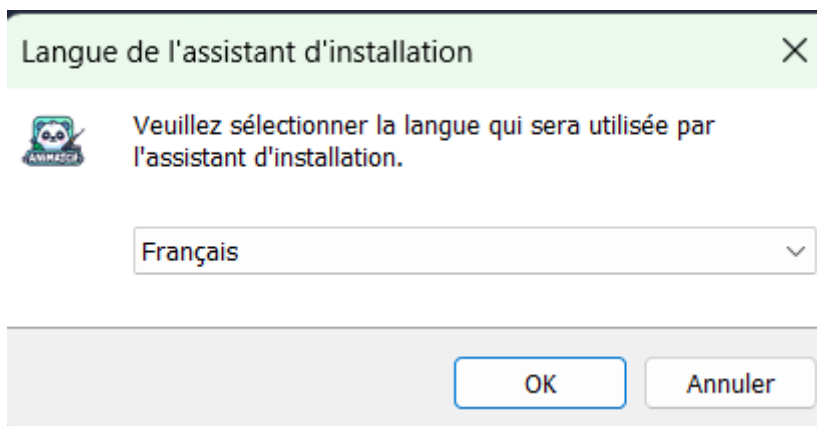 Langue de l'assistant d'installation
Veuillez sélectionner la langue qui sera utilisée par
l'assistant d'installation.
Français
OK
Annuler